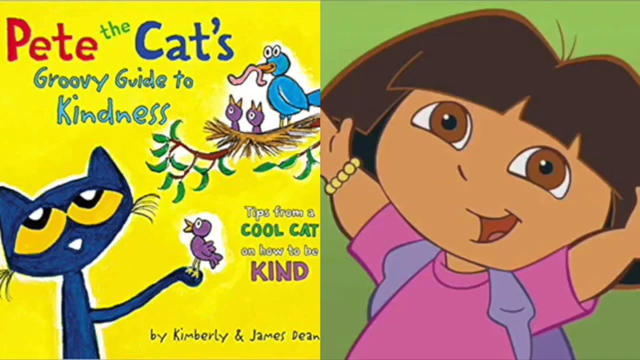 Pete the Cat's
Groovy Guide to
Kindness
Tips from a
COOL CAT
on how to be
KIND
by Kimberly & James Dean